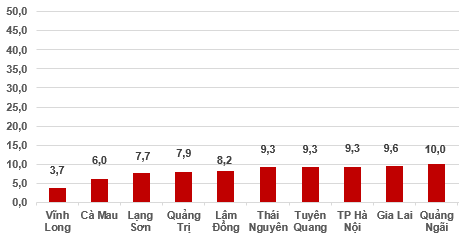 50,0
45,0
40,0
35,0
30,0
25,0
20,0
15,0
10,0
5,0
0,0
3,7
6,0
7,7
7,9
8,2
9,3
9,3
9,3
9,6
10,0
Vĩnh
Long
Cà Mau
Lạng
Sơn
Quảng
Trị
Lâm
Đồng
Thái
Nguyên
Tuyên
Quang
TP Hà
Nội
Gia Lai
Quảng
Ngãi